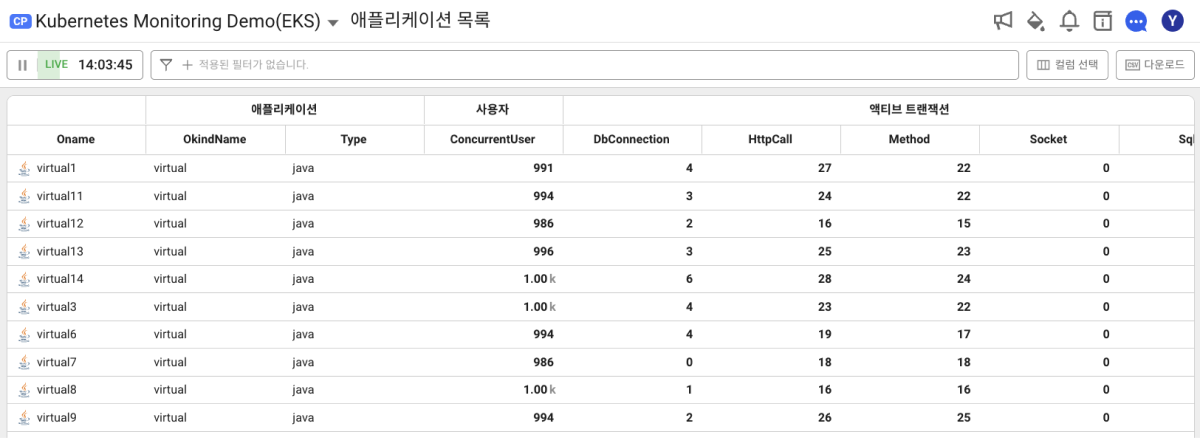 CP Kubernetes Monitoring Demo(EKS) 애플리케이션 목록
Y
LIVE 14:03:45 적용된 필터가 없습니다. 컬럼 선택 CSV 다운로드
애플리케이션 사용자 액티브 트랜잭션
Oname OkindName Type ConcurrentUser DbConnection HttpCall Method Socket Sql
virtual1 virtual java 991 4 27 22 0
virtual11 virtual java 994 3 24 22 0
virtual12 virtual java 986 2 16 15 0
virtual13 virtual java 996 3 25 23 0
virtual14 virtual java 1.00 k 6 28 24 0
virtual3 virtual java 1.00 k 4 23 22 0
virtual6 virtual java 994 4 19 17 0
virtual7 virtual java 986 0 18 18 0
virtual8 virtual java 1.00 k 1 16 16 0
virtual9 virtual java 994 2 26 25 0